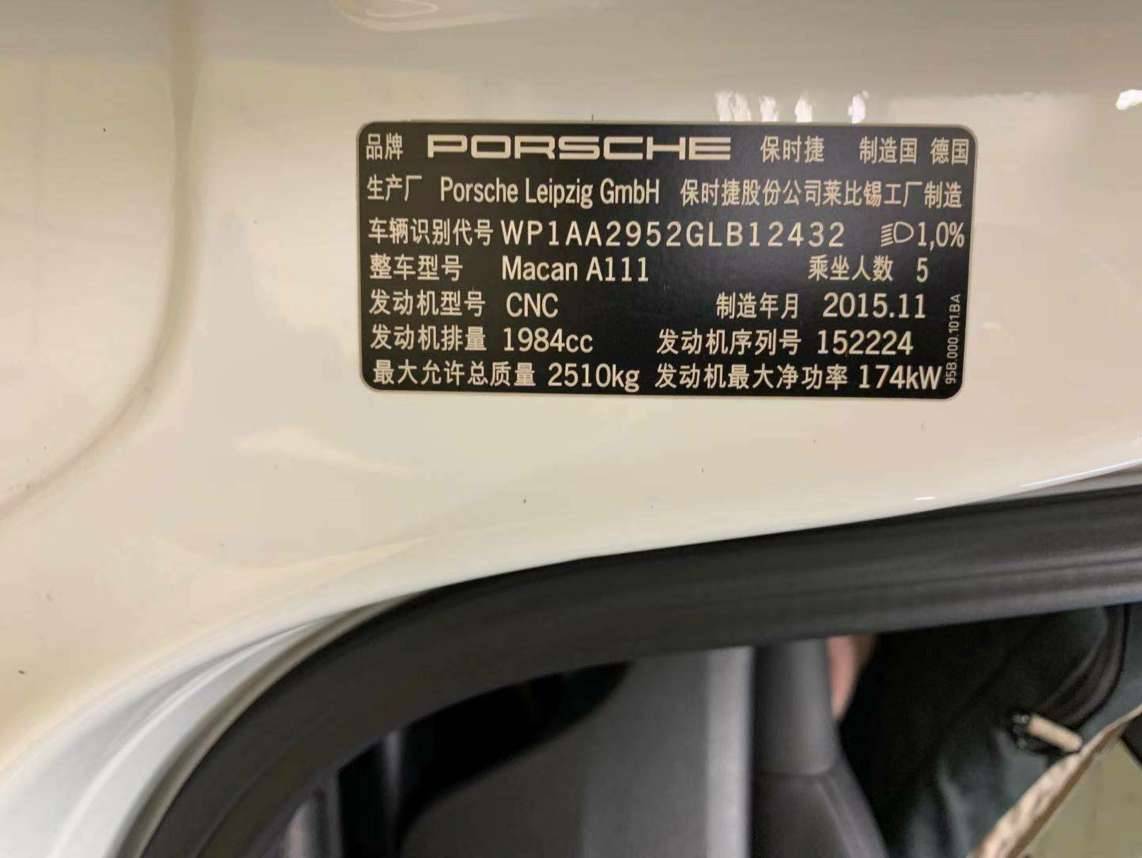 品牌 PORSCHE 保时捷 制造国 德国
生产厂 Porsche Leipzig GmbH 保时捷股份公司莱比锡工厂制造
车辆识别代号 WP1AA2952GLB12432 1,0%
整车型号 Macan A111 乘坐人数 5
发动机型号 CNC 制造年月 2015.11
发动机排量 1984cc 发动机序列号 152224
最大允许总质量 2510kg 发动机最大净功率 174kW
95B.000.101.BA